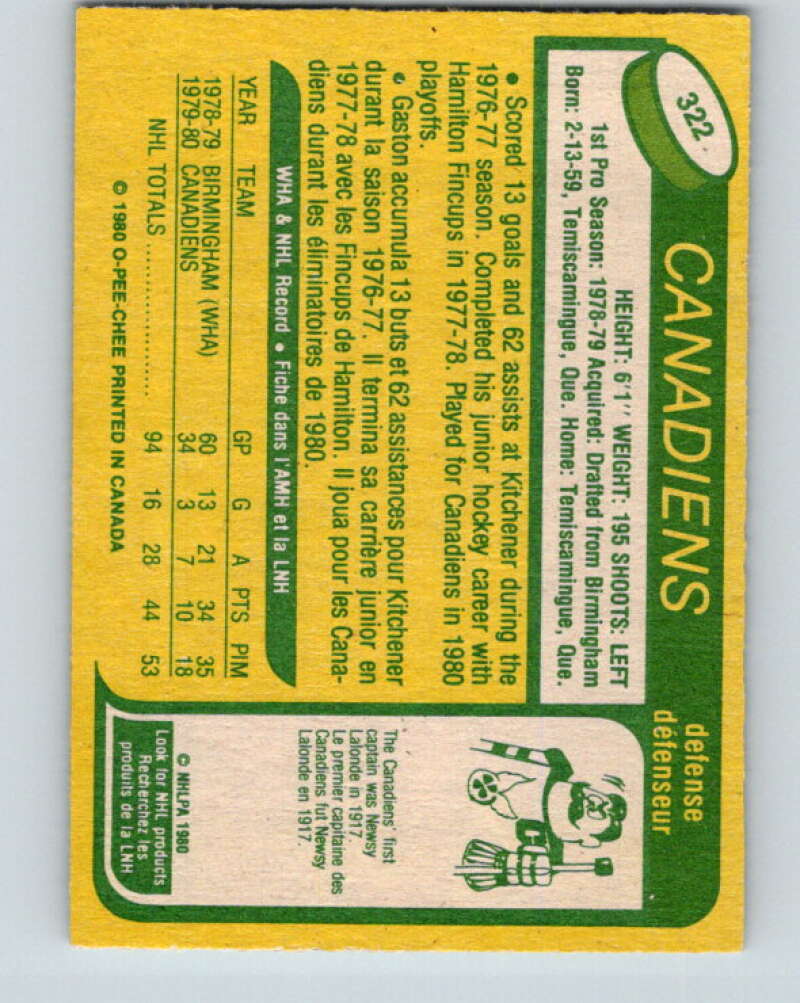 322
CANADIENS
defense
défenseur
HEIGHT: 6'1" WEIGHT: 195 SHOOTS: LEFT
1st Pro Season: 1978-79 Acquired: Drafted from Birmingham
Born: 2-13-59, Temiscamingue, Que. Home: Temiscamingue, Que.
• Scored 13 goals and 62 assists at Kitchener during the
1976-77 season. Completed his junior hockey career with
Hamilton Fincups in 1977-78. Played for Canadiens in 1980
playoffs.
• Gaston accumula 13 buts et 62 assistances pour Kitchener
durant la saison 1976-77. Il termina sa carrière junior en
1977-78 avec les Fincups de Hamilton. Il joua pour les Cana-
diens durant les éliminatoires de 1980.
WHA & NHL Record • Fiche dans l'AMH et la LNH
YEAR TEAM GP G A PTS PIM
1978-79 BIRMINGHAM (WHA) 60 13 21 34 35
1979-80 CANADIENS 34 3 7 10 18
NHL TOTALS .................... 94 16 28 44 53
© 1980 O-PEE-CHEE PRINTED IN CANADA
The Canadiens' first
captain was Newsy
Lalonde in 1917.
Le premier capitaine des
Canadiens fut Newsy
Lalonde en 1917.
© NHLPA 1980
Look for NHL products
Recherchez les
produits de la LNH